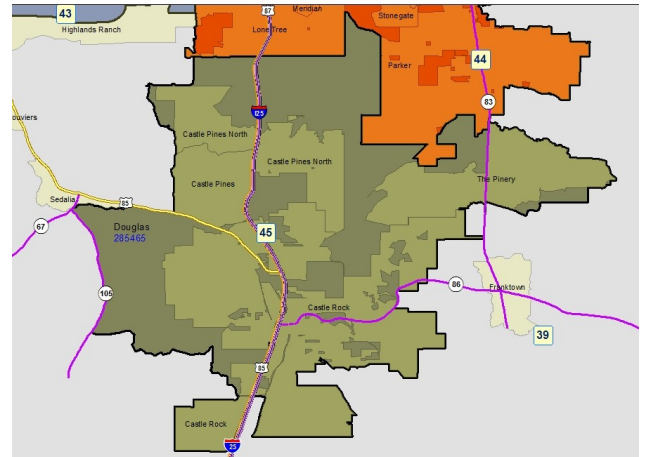 43
Highlands Ranch
87
Meridian
Stonegate
Lone Tree
Parker
44
83
I25
ouviers
Castle Pines North
Castle Pines North
Castle Pines
The Pinery
Sedalia
85
67
Douglas
285465
45
105
86
Franktown
Castle Rock
39
85
Castle Rock
25